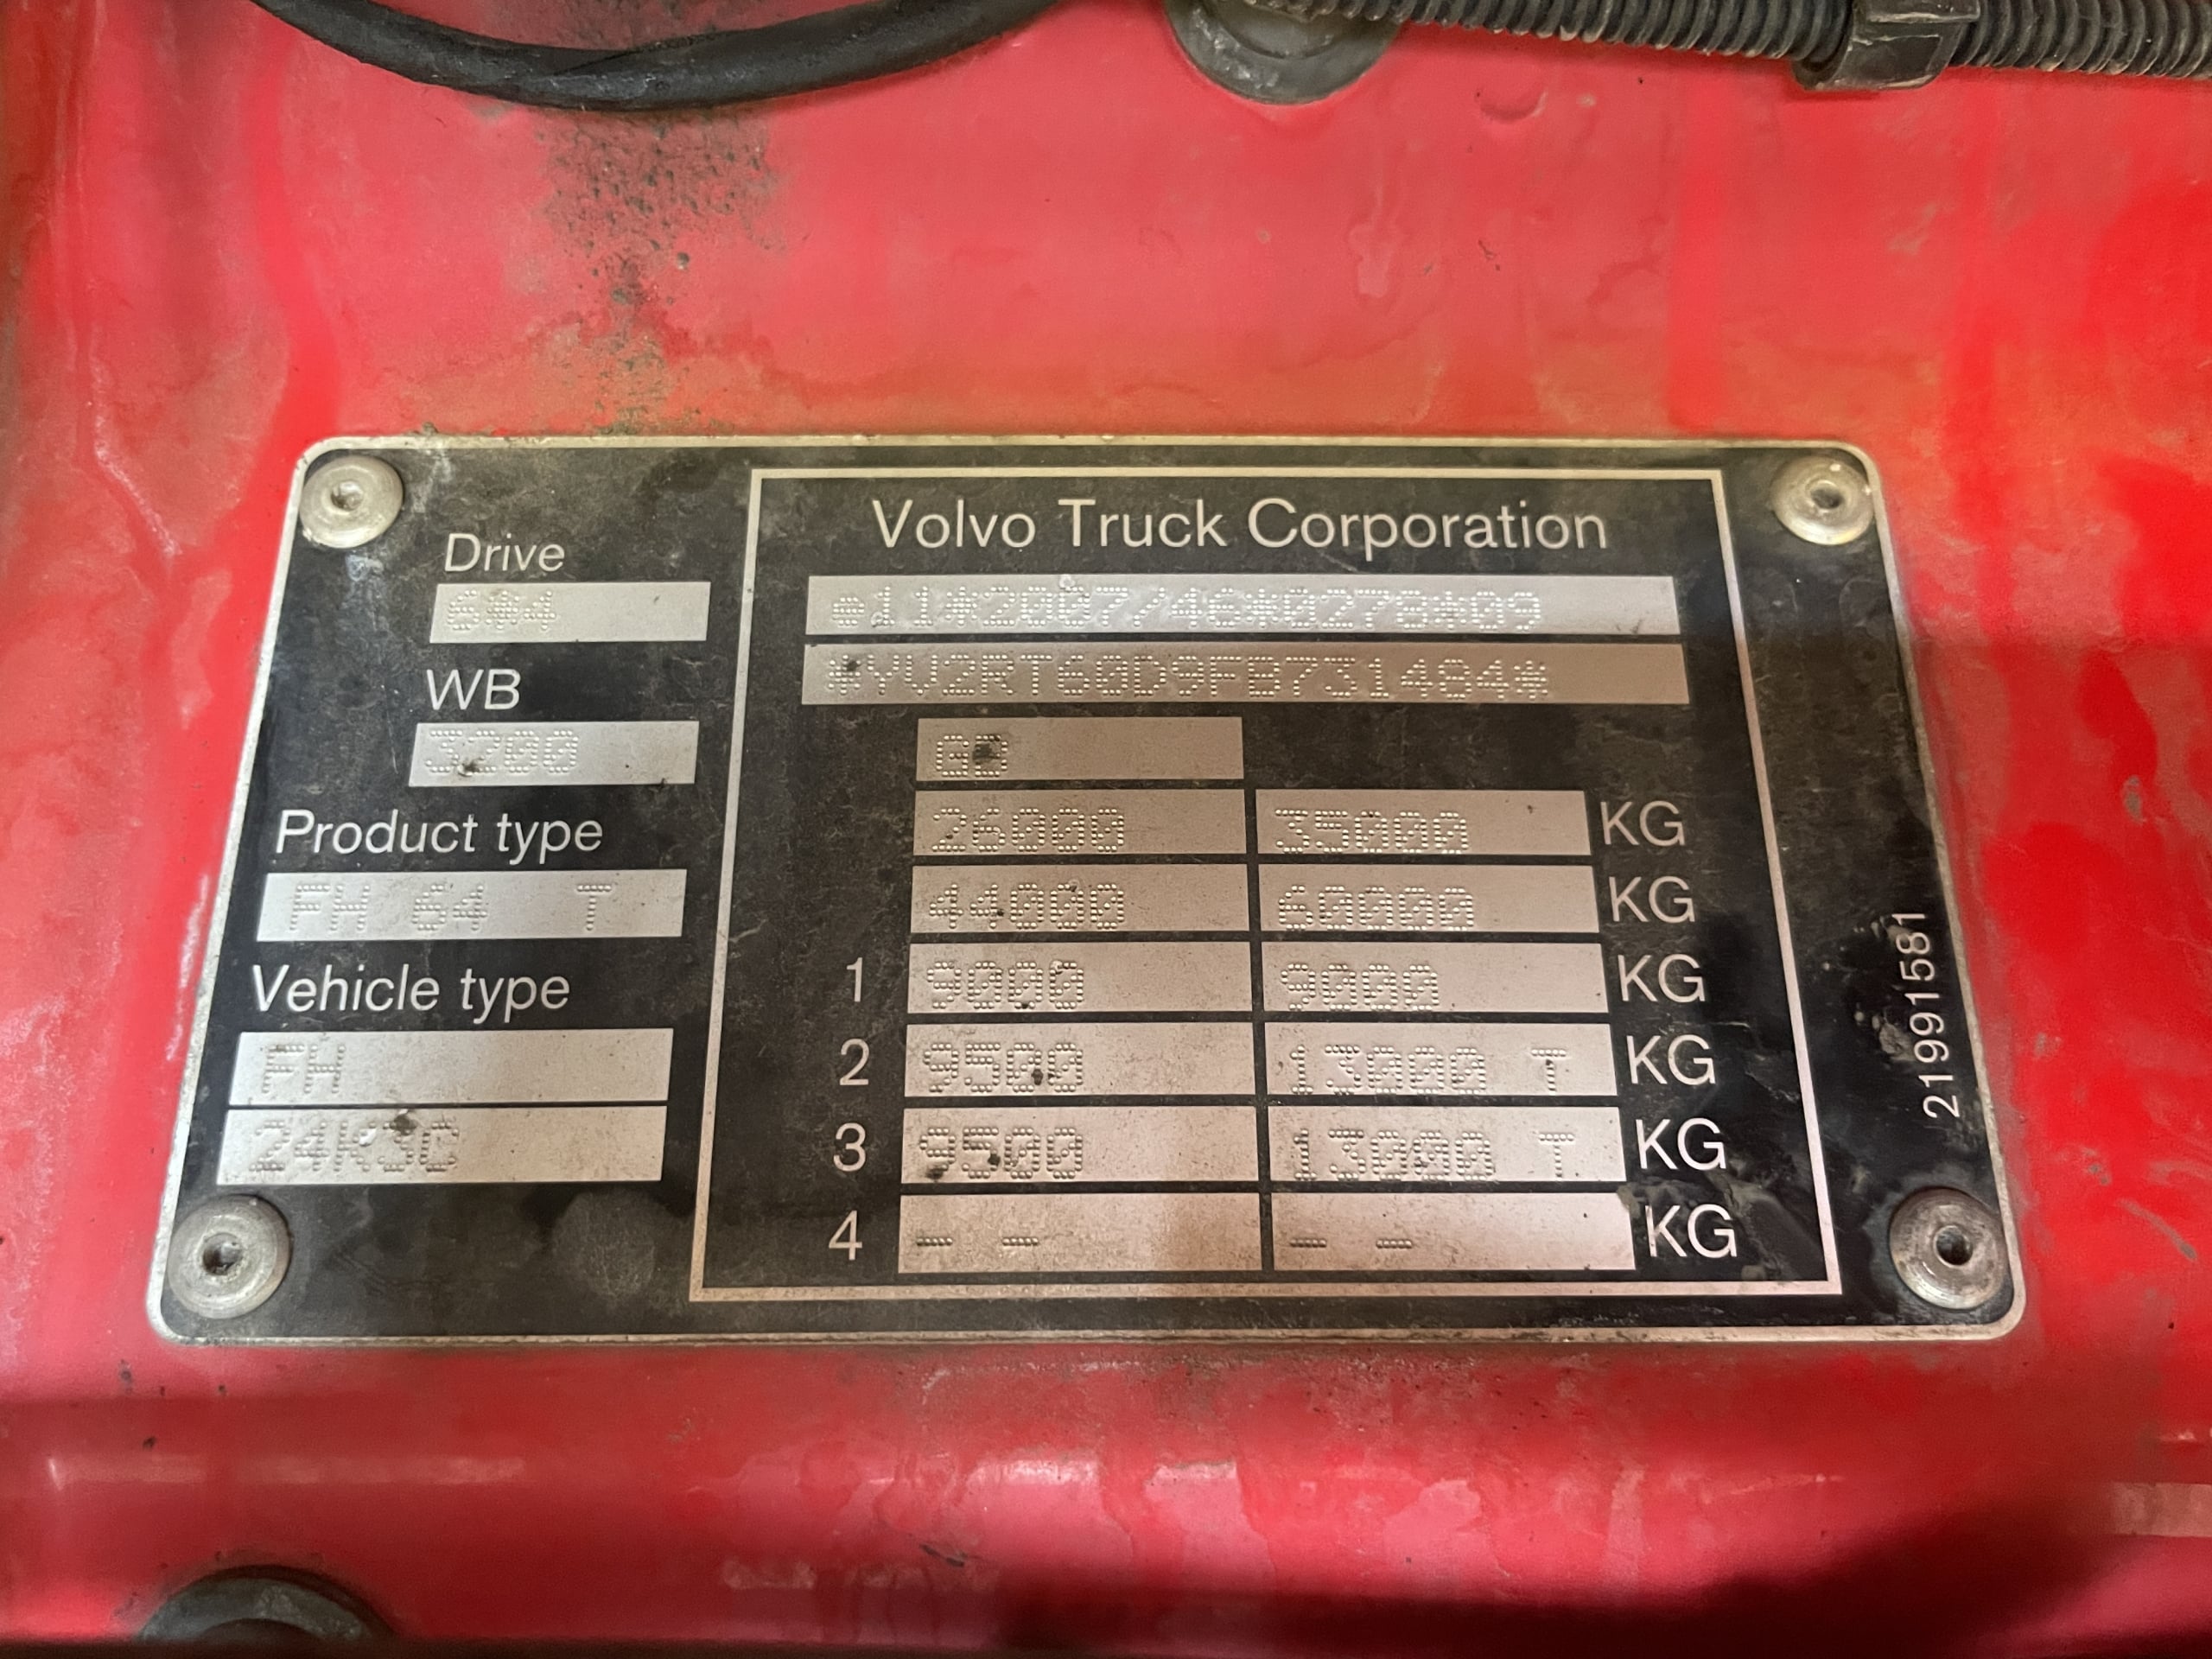 Volvo Truck Corporation
Drive
6*4
WB
3200
Product type
FH 64 T
Vehicle type
FH
24K3C
e11*2007/46*0278*09
*YV2RT60D9FB731484*
GB
26000 35000 KG
44000 60000 KG
1 9000 9000 KG
2 9500 13000 T KG
3 9500 13000 T KG
4 - - - - KG
21991581